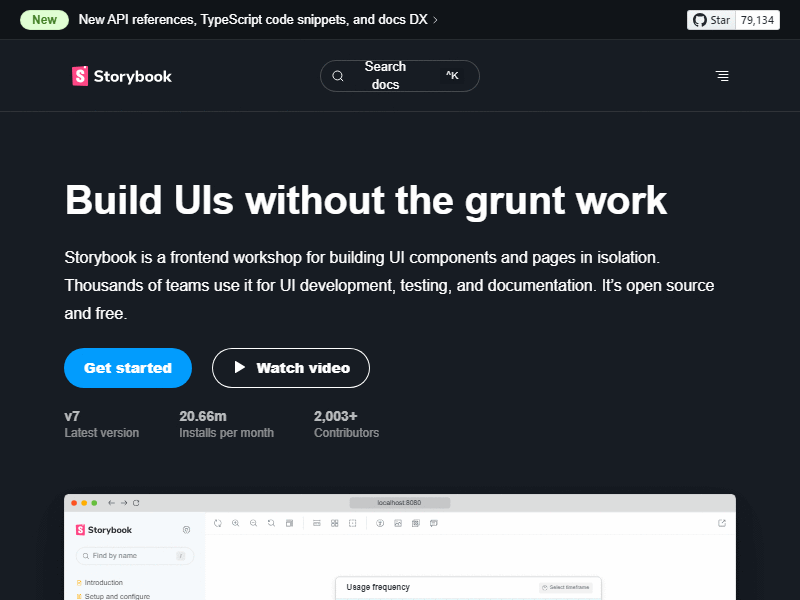 New New API references, TypeScript code snippets, and docs DX
Star 79,134
Storybook
Search docs
^K
Build UIs without the grunt work
Storybook is a frontend workshop for building UI components and pages in isolation.
Thousands of teams use it for UI development, testing, and documentation. It’s open source
and free.
Get started
Watch video
v7 20.66m 2,003+
Latest version Installs per month Contributors
localhost:8080
Storybook
Find by name /
Introduction
Setup and configure
Usage frequency
Select timeframe